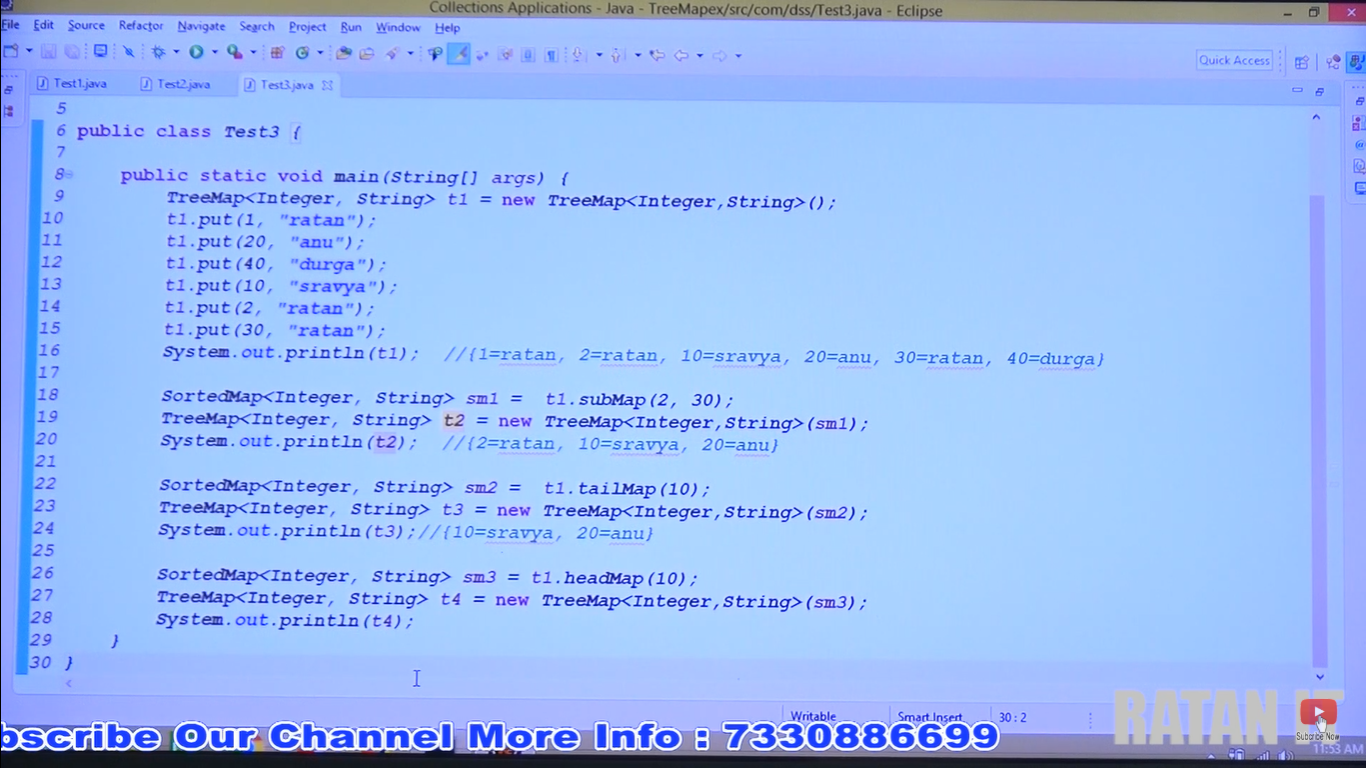 Collections Applications - Java - TreeMapex/src/com/dss/Test3.java - Eclipse
File Edit Source Refactor Navigate Search Project Run Window Help
Quick Access
Test1.java Test2.java Test3.java
5
6 public class Test3 {
7
8 public static void main(String[] args) {
9 TreeMap<Integer, String> t1 = new TreeMap<Integer,String>();
10 t1.put(1, "ratan");
11 t1.put(20, "anu");
12 t1.put(40, "durga");
13 t1.put(10, "sravya");
14 t1.put(2, "ratan");
15 t1.put(30, "ratan");
16 System.out.println(t1); //{1=ratan, 2=ratan, 10=sravya, 20=anu, 30=ratan, 40=durga}
17
18 SortedMap<Integer, String> sm1 = t1.subMap(2, 30);
19 TreeMap<Integer, String> t2 = new TreeMap<Integer,String>(sm1);
20 System.out.println(t2); //{2=ratan, 10=sravya, 20=anu}
21
22 SortedMap<Integer, String> sm2 = t1.tailMap(10);
23 TreeMap<Integer, String> t3 = new TreeMap<Integer,String>(sm2);
24 System.out.println(t3);//{10=sravya, 20=anu}
25
26 SortedMap<Integer, String> sm3 = t1.headMap(10);
27 TreeMap<Integer, String> t4 = new TreeMap<Integer,String>(sm3);
28 System.out.println(t4);
29 }
30 }
Writable Smart Insert 30 : 2
RATAN IT
bscribe Our Channel More Info : 7330886699
Subcribe Now
11:53 AM